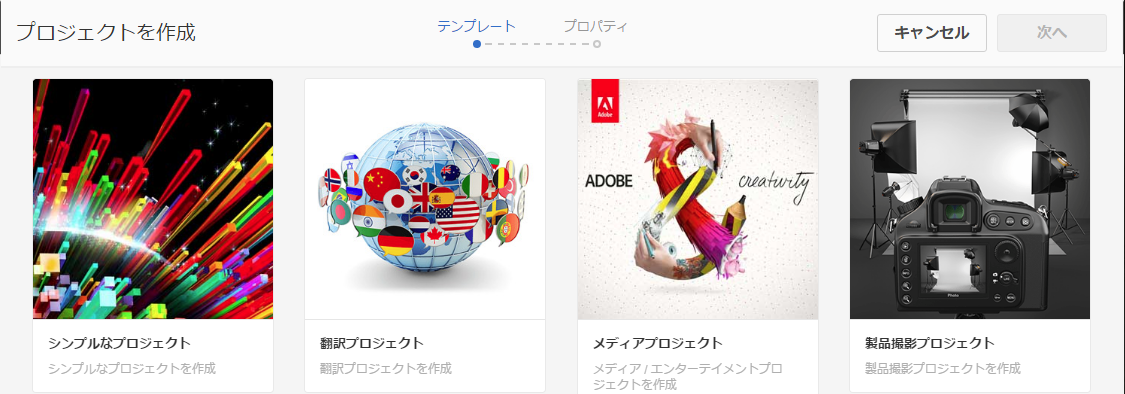 プロジェクトを作成
テンプレート
プロパティ
キャンセル
次へ
Adobe
ADOBE
creativity
Photo
シンプルなプロジェクト
シンプルなプロジェクトを作成
翻訳プロジェクト
翻訳プロジェクトを作成
メディアプロジェクト
メディア / エンターテイメントプロ
ジェクトを作成
製品撮影プロジェクト
製品撮影プロジェクトを作成